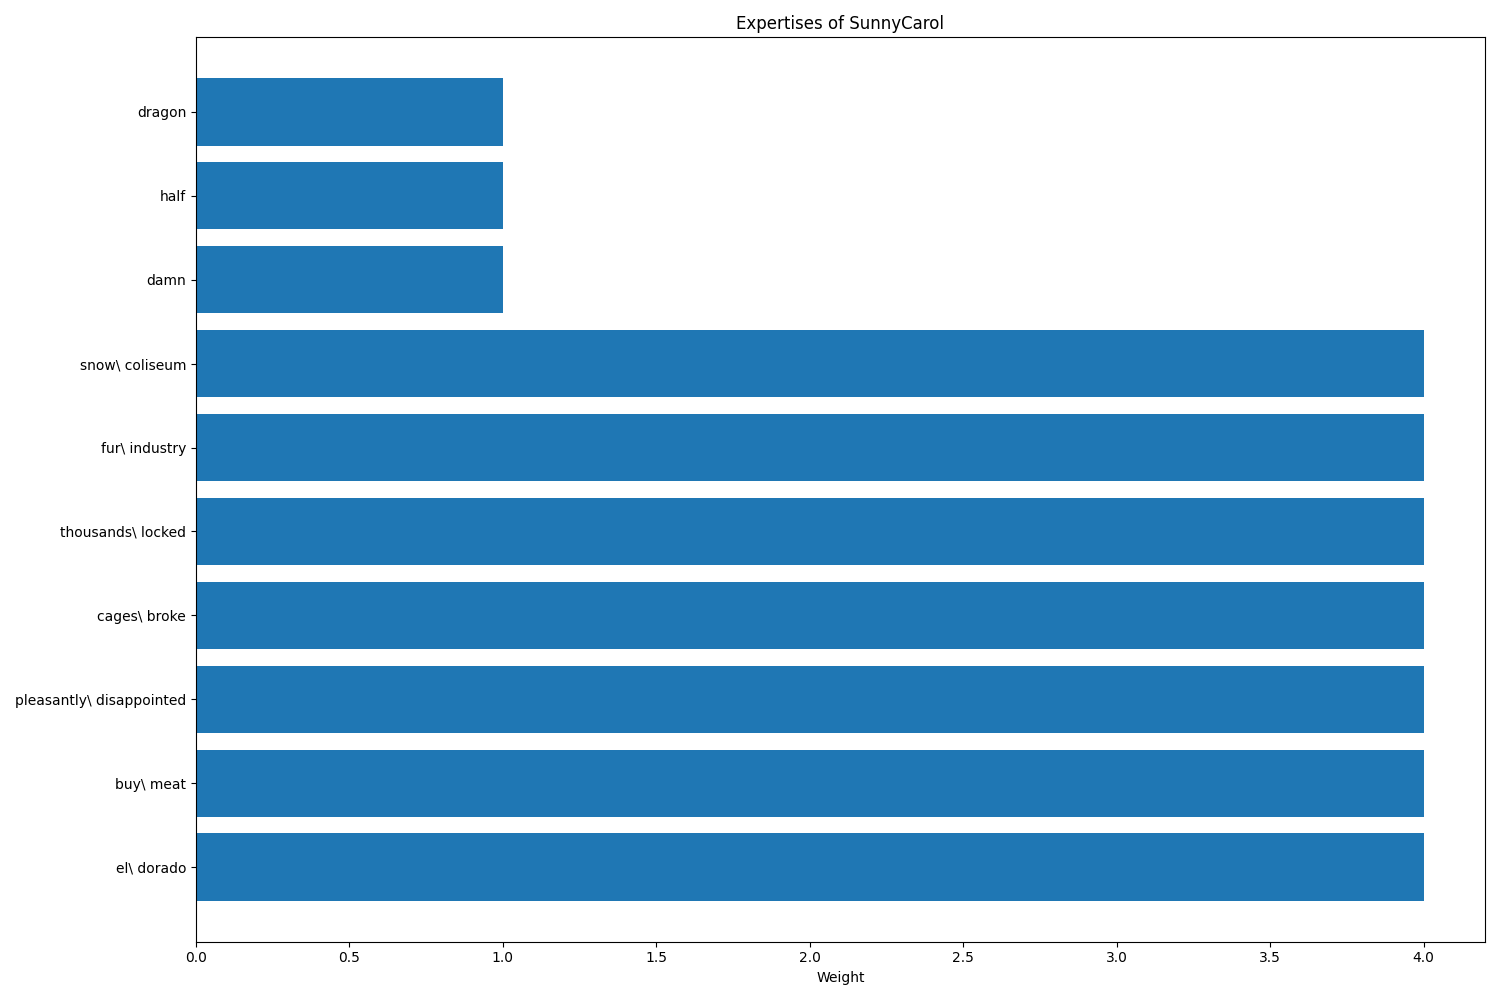 Expertises of SunnyCarol
dragon
half
damn
snow\ coliseum
fur\ industry
thousands\ locked
cages\ broke
pleasantly\ disappointed
buy\ meat
el\ dorado
0.0 0.5 1.0 1.5 2.0 2.5 3.0 3.5 4.0
Weight